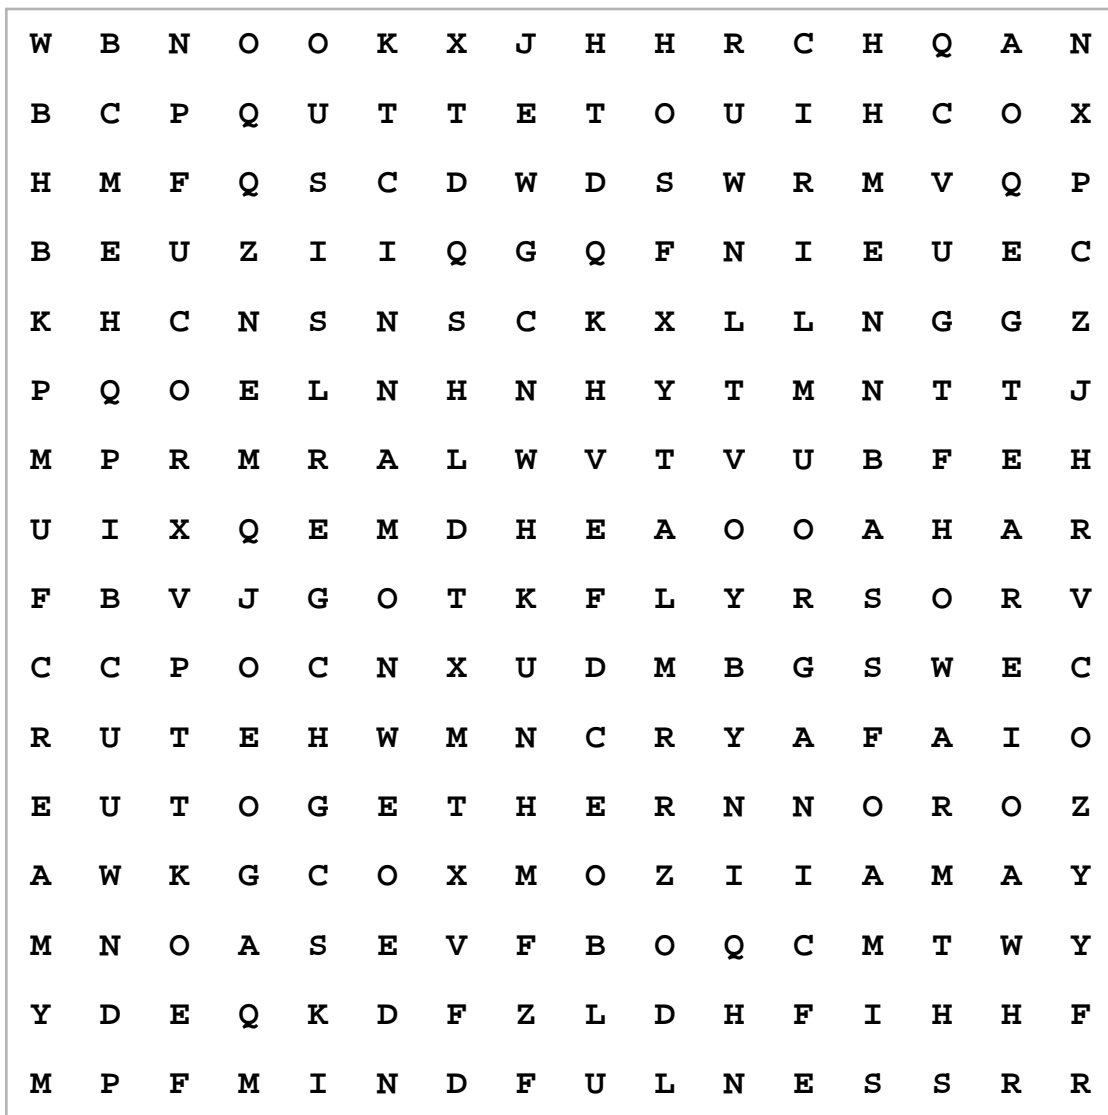 W B N O O K X J H H R C H Q A N
B C P Q U T T E T O U I H C O X
H M F Q S C D W D S W R M V Q P
B E U Z I I Q G Q F N I E U E C
K H C N S N S C K X L L N G G Z
P Q O E L N H N H Y T M N T T J
M P R M R A L W V T V U B F E H
U I X Q E M D H E A O O A H A R
F B V J G O T K F L Y R S O R V
C C P O C N X U D M B G S W E C
R U T E H W M N C R Y A F A I O
E U T O G E T H E R N N O R O Z
A W K G C O X M O Z I I A M A Y
M N O A S E V F B O Q C M T W Y
Y D E Q K D F Z L D H F I H H F
M P F M I N D F U L N E S S R R